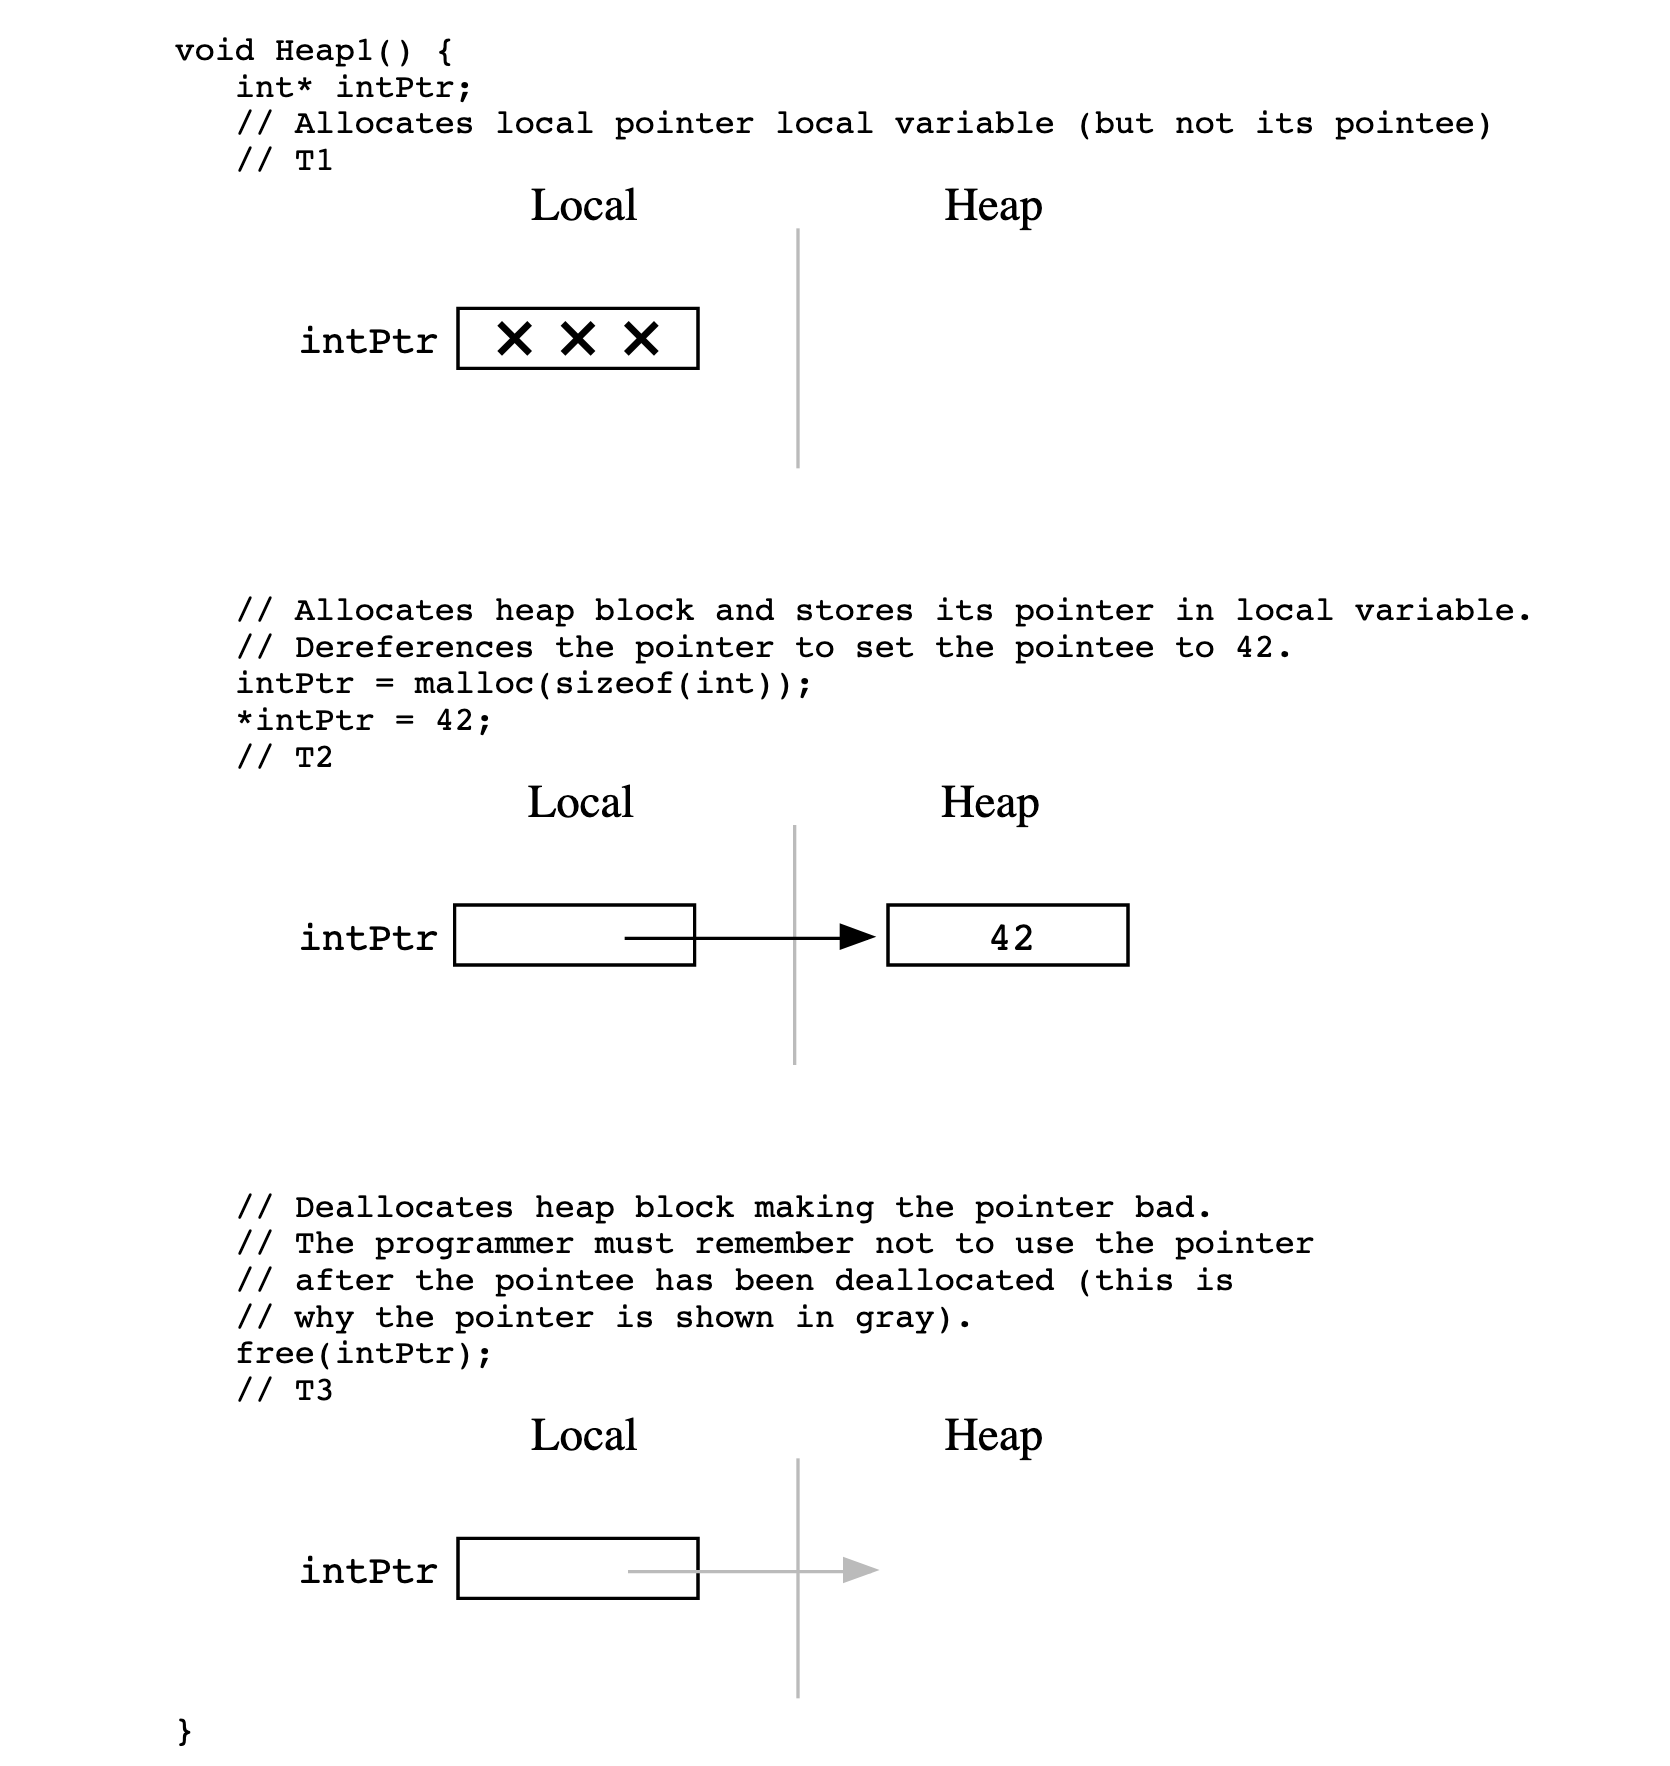 void Heap1() {
int* intPtr;
// Allocates local pointer local variable (but not its pointee)
// T1
Local Heap
intPtr
// Allocates heap block and stores its pointer in local variable.
// Dereferences the pointer to set the pointee to 42.
intPtr = malloc(sizeof(int));
*intPtr = 42;
// T2
Local Heap
intPtr 42
// Deallocates heap block making the pointer bad.
// The programmer must remember not to use the pointer
// after the pointee has been deallocated (this is
// why the pointer is shown in gray).
free(intPtr);
// T3
Local Heap
intPtr
}